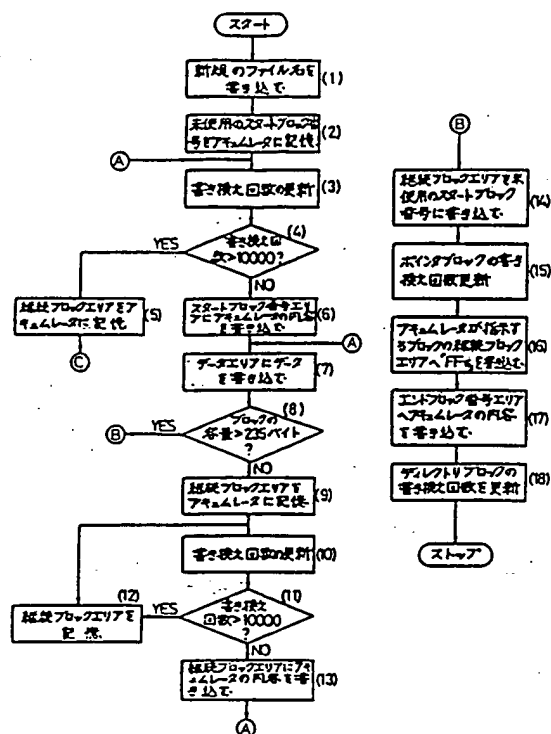 スタート
新規のファイル名を
書き込て
(1)
未使用のスタートブロック番
号をアキュムレータに記憶
(2)
A
書き換え回数の更新
(3)
(4)
書き換え回
数>10000?
YES
NO
継続ブロックエリアをア
キュムレータに記憶
(5)
C
スタートブロック番号エリ
アにアキュムレータの内容
を書き込て
(6)
A
データエリアにデータ
を書き込て
(7)
(8)
ブロックの
容量>235バイト
?
YES
B
NO
継続ブロックエリアを
アキュムレータに記憶
(9)
書き換え回数の更新
(10)
(11)
書き換え
回数>10000
?
YES
(12)
継続ブロックエリアを
記憶
NO
継続ブロックエリアにア
キュムレータの内容を書き
込て
(13)
A
B
継続ブロックエリアを未
使用のスタートブロック
番号に書き込て
(14)
ポインタブロックの書き
換え回数更新
(15)
アキュムレータが指示す
るブロックの継続ブロック
エリアへ"FF"を書き込て
(16)
エンドブロック番号エリア
へアキュムレータの内容
を書き込て
(17)
ディレクトリブロックの
書き換え回数を更新
(18)
ストップ